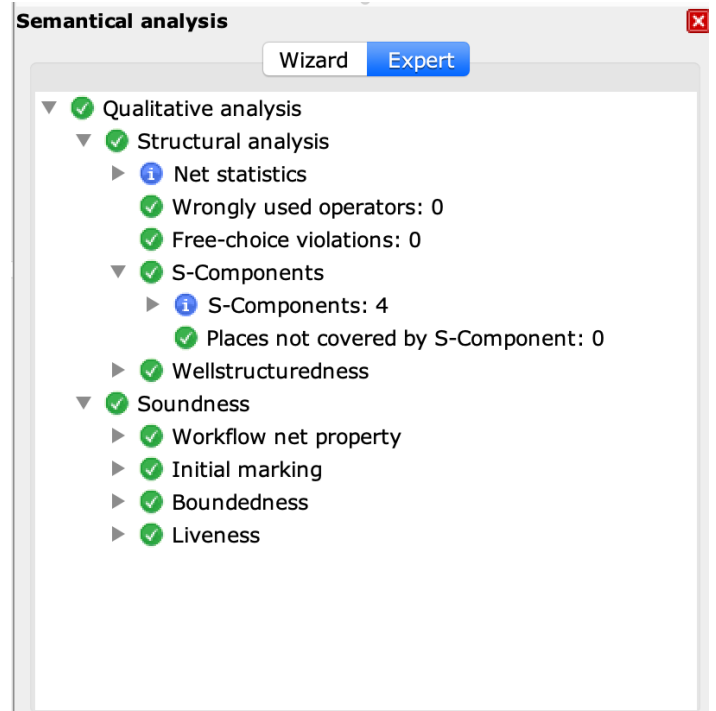 Semantical analysis
Wizard Expert
Qualitative analysis
Structural analysis
Net statistics
Wrongly used operators: 0
Free-choice violations: 0
S-Components
S-Components: 4
Places not covered by S-Component: 0
Wellstructuredness
Soundness
Workflow net property
Initial marking
Boundedness
Liveness